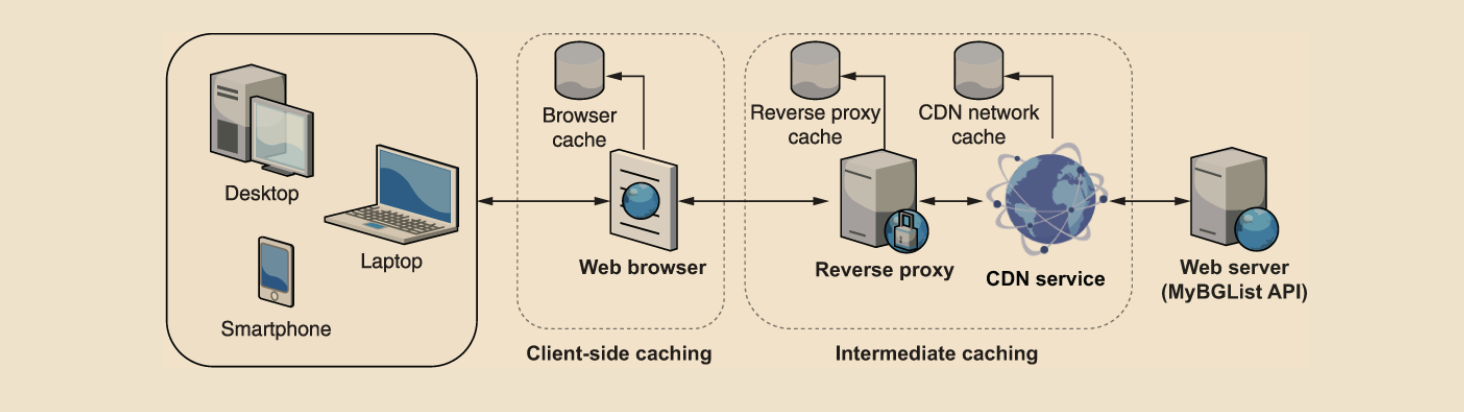 Desktop
Laptop
Smartphone
Browser
cache
Web browser
Client-side caching
Reverse proxy
cache
CDN network
cache
Reverse proxy
CDN service
Intermediate caching
Web server
(MyBGList API)